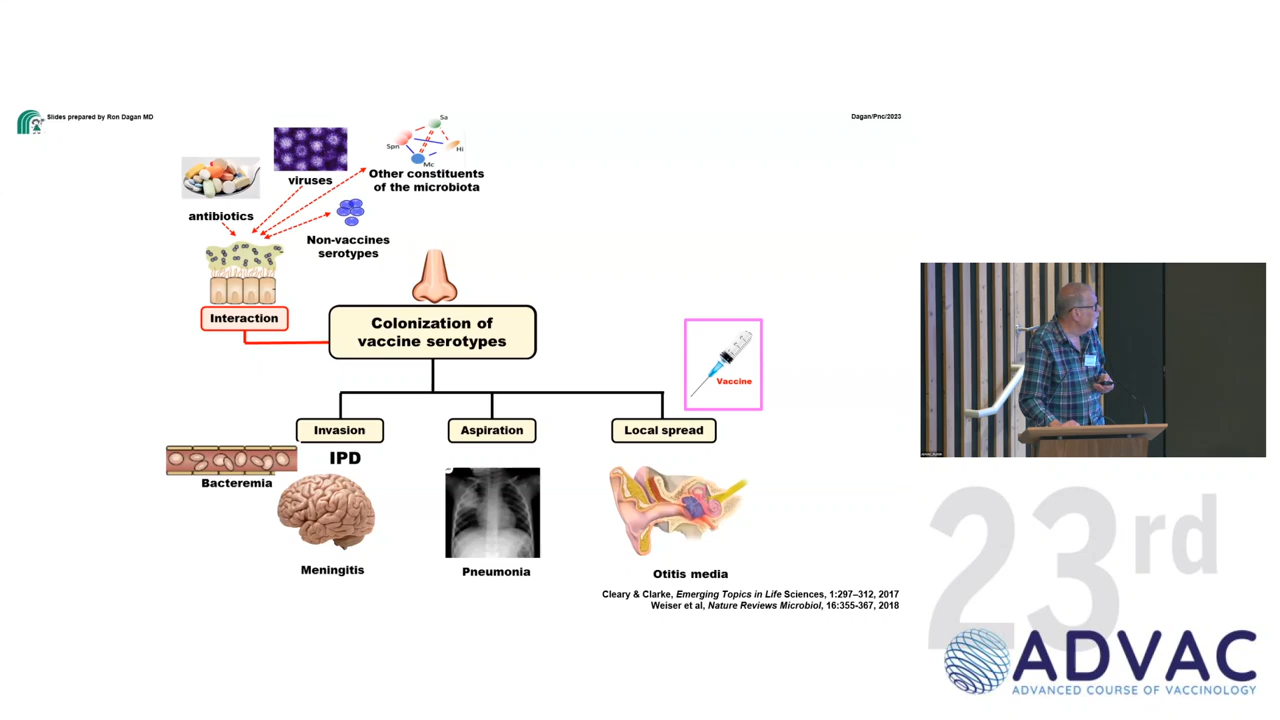 Slides prepared by Ron Dagan MD
Dagan/Pnc/2023
Sa
Spn
Hi
Mc
viruses
Other constituents
of the microbiota
antibiotics
Non-vaccines
serotypes
Interaction
Colonization of
vaccine serotypes
Vaccine
Invasion
Aspiration
Local spread
IPD
Bacteremia
Meningitis
Pneumonia
Otitis media
Cleary & Clarke, Emerging Topics in Life Sciences, 1:297–312, 2017
Weiser et al, Nature Reviews Microbiol, 16:355-367, 2018
23rd
ADVAC
ADVANCED COURSE OF VACCINOLOGY